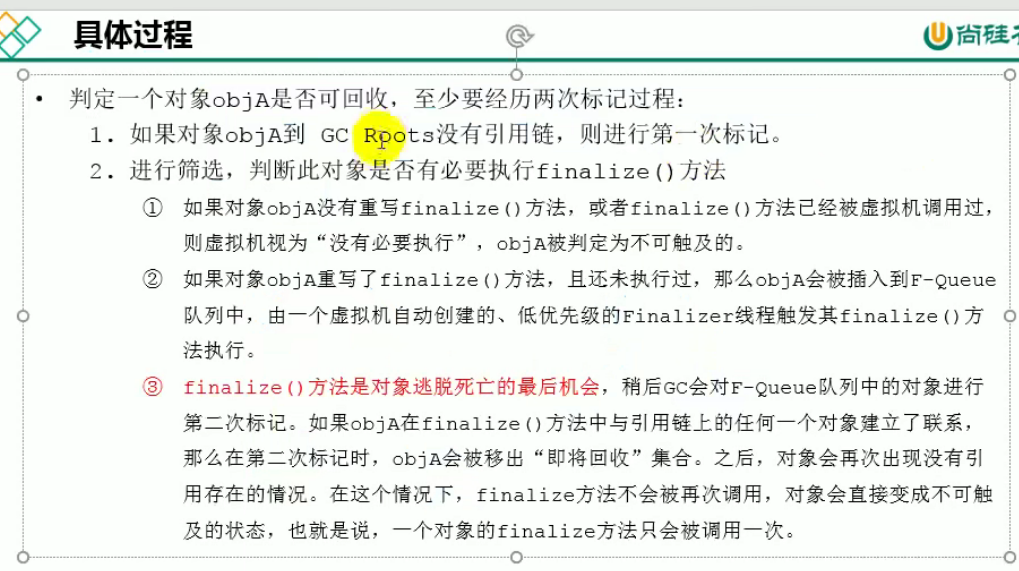 具体过程
尚硅
• 判定一个对象objA是否可回收，至少要经历两次标记过程：
1. 如果对象objA到 GC Roots没有引用链，则进行第一次标记。
2. 进行筛选，判断此对象是否有必要执行finalize()方法
① 如果对象objA没有重写finalize()方法，或者finalize()方法已经被虚拟机调用过，
则虚拟机视为“没有必要执行”，objA被判定为不可触及的。
② 如果对象objA重写了finalize()方法，且还未执行过，那么objA会被插入到F-Queue
队列中，由一个虚拟机自动创建的、低优先级的Finalizer线程触发其finalize()方
法执行。
③ finalize()方法是对象逃脱死亡的最后机会，稍后GC会对F-Queue队列中的对象进行
第二次标记。如果objA在finalize()方法中与引用链上的任何一个对象建立了联系，
那么在第二次标记时，objA会被移出“即将回收”集合。之后，对象会再次出现没有引
用存在的情况。在这个情况下，finalize方法不会被再次调用，对象会直接变成不可触
及的状态，也就是说，一个对象的finalize方法只会被调用一次。